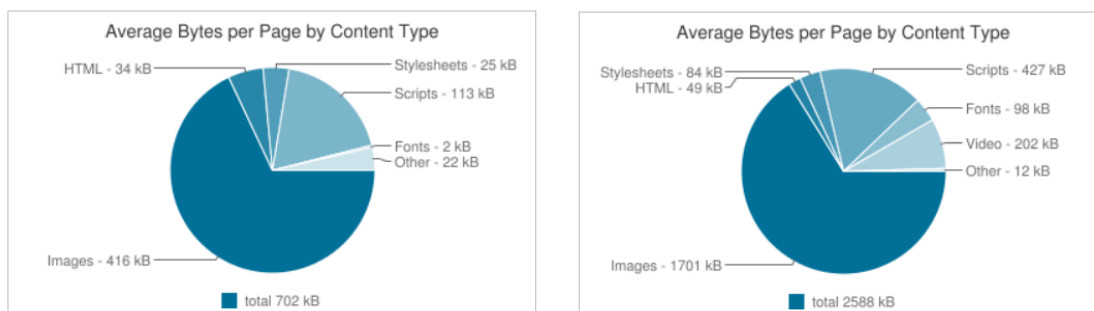 Average Bytes per Page by Content Type
HTML - 34 kB
Stylesheets - 25 kB
Scripts - 113 kB
Fonts - 2 kB
Other - 22 kB
Images - 416 kB
total 702 kB
Average Bytes per Page by Content Type
Stylesheets - 84 kB
HTML - 49 kB
Scripts - 427 kB
Fonts - 98 kB
Video - 202 kB
Other - 12 kB
Images - 1701 kB
total 2588 kB